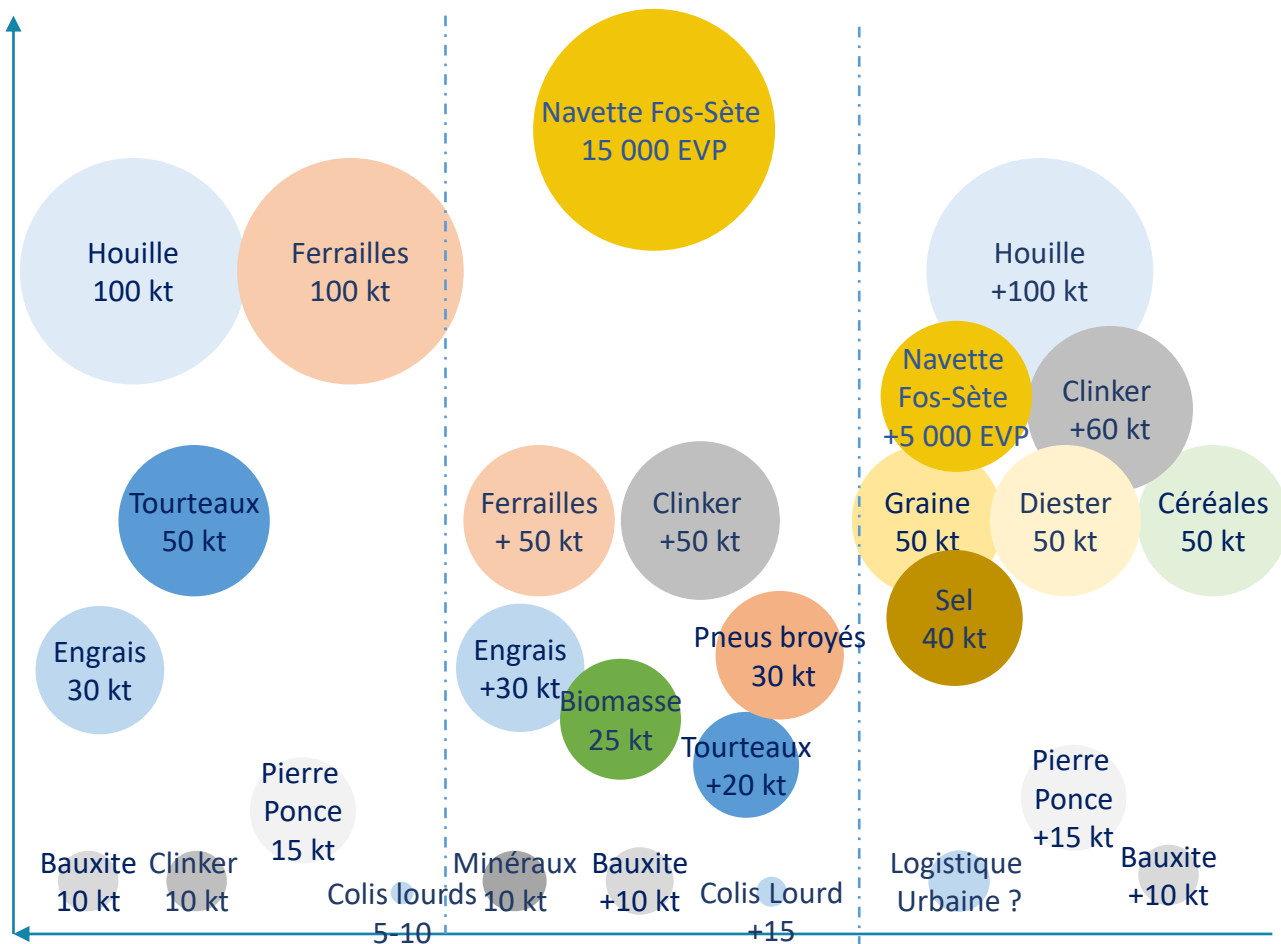 Navette Fos-Sète
15 000 EVP
Houille
100 kt
Ferrailles
100 kt
Houille
+100 kt
Navette
Fos-Sète
+5 000 EVP
Clinker
+60 kt
Tourteaux
50 kt
Ferrailles
+ 50 kt
Clinker
+50 kt
Graine
50 kt
Diester
50 kt
Céréales
50 kt
Sel
40 kt
Engrais
30 kt
Engrais
+30 kt
Biomasse
25 kt
Pneus broyés
30 kt
Tourteaux
+20 kt
Pierre
Ponce
15 kt
Pierre
Ponce
+15 kt
Bauxite
10 kt
Clinker
10 kt
Colis lourds
5-10
Minéraux
10 kt
Bauxite
+10 kt
Colis Lourd
+15
Logistique
Urbaine ?
Bauxite
+10 kt